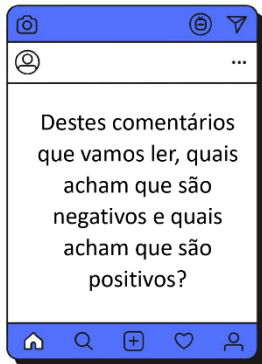 Destes comentários
que vamos ler, quais
acham que são
negativos e quais
acham que são
positivos?